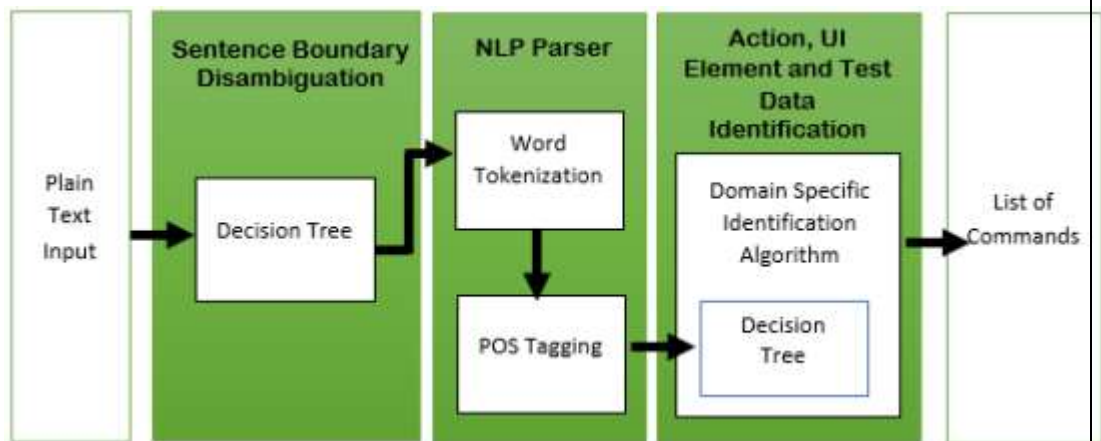 Plain
Text
Input
Sentence Boundary
Disambiguation
Decision Tree
NLP Parser
Word
Tokenization
POS Tagging
Action, UI
Element and Test
Data
Identification
Domain Specific
Identification
Algorithm
Decision
Tree
List of
Commands